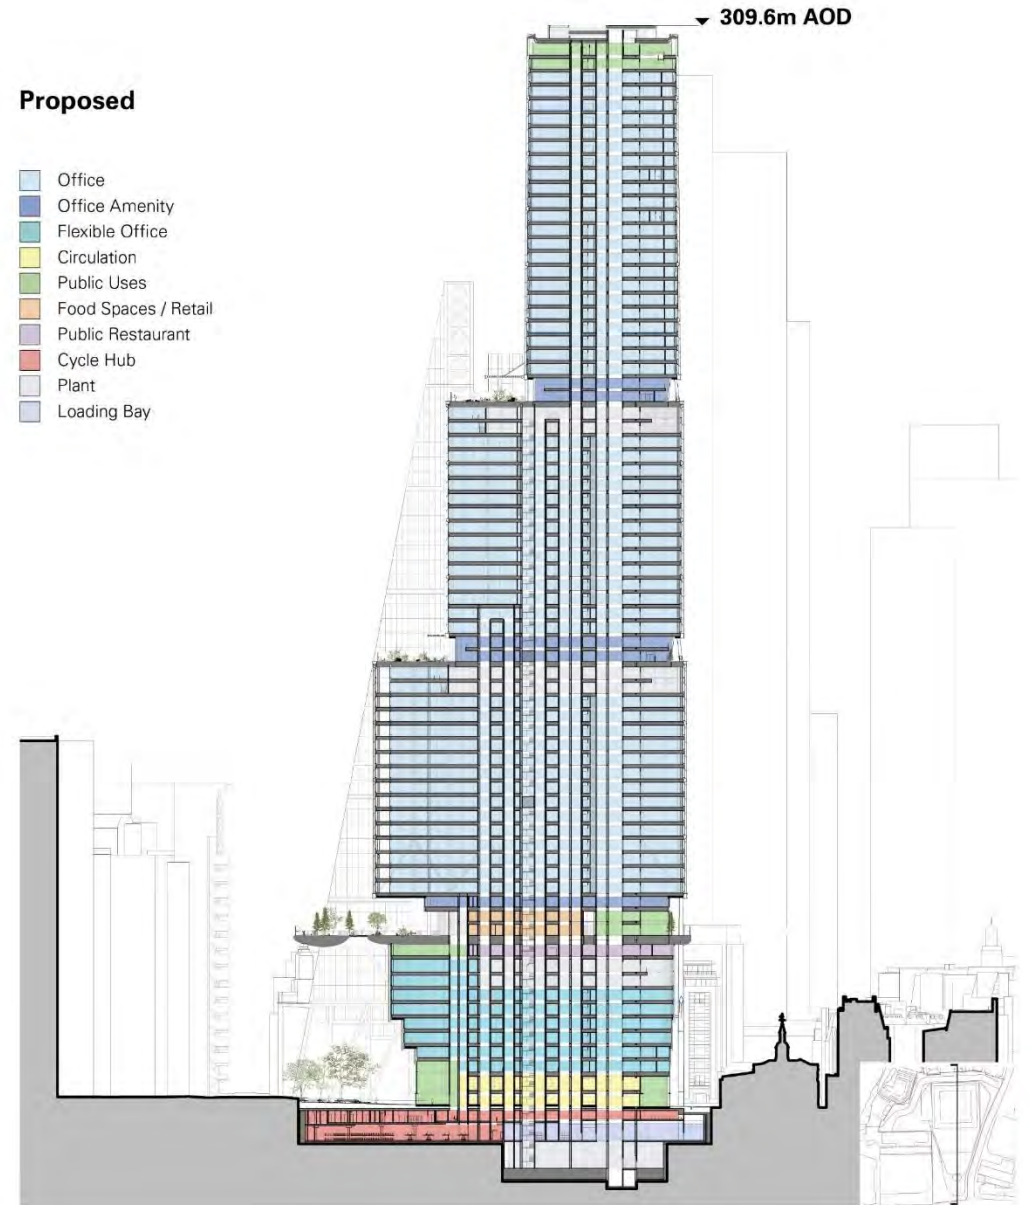 309.6m AOD
Proposed
Office
Office Amenity
Flexible Office
Circulation
Public Uses
Food Spaces / Retail
Public Restaurant
Cycle Hub
Plant
Loading Bay